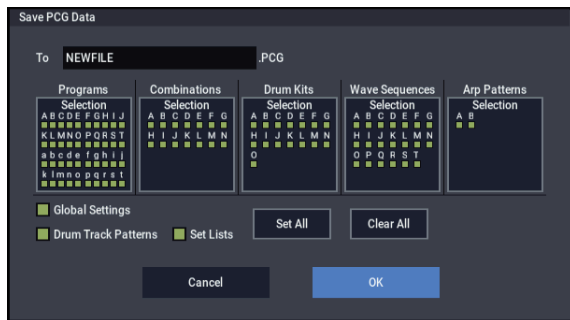 Save PCG Data
To NEWFILE .PCG
Programs Combinations Drum Kits Wave Sequences Arp Patterns
Selection Selection Selection Selection Selection
A B C D E F G H I J A B C D E F G A B C D E F G A B C D E F G A B
K L M N O P Q R S T H I J K L M N H I J K L M N H I J K L M N
a b c d e f g h i j O O P Q R S T
k l m n o p q r s t
Global Settings
Drum Track Patterns Set Lists Set All Clear All
Cancel OK